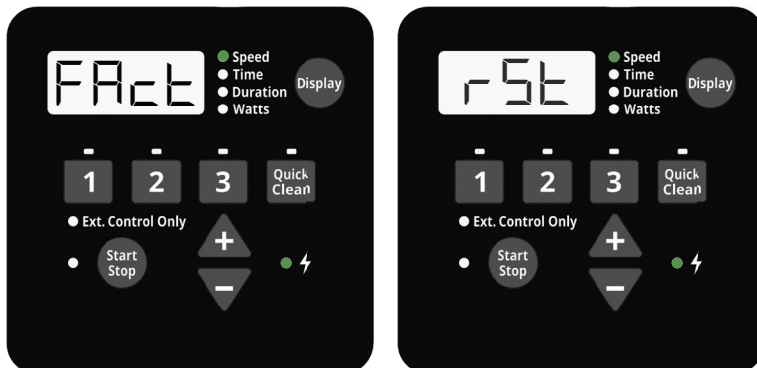 FAct
Speed
Time
Duration
Watts
Display
1 2 3 Quick Clean
Ext. Control Only
Start
Stop
+
−
rSt
Speed
Time
Duration
Watts
Display
1 2 3 Quick Clean
Ext. Control Only
Start
Stop
+
−